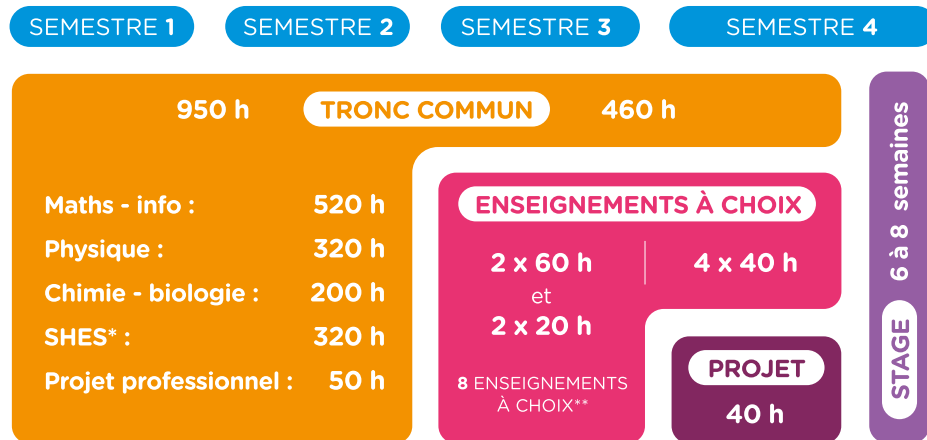 SEMESTRE 1 SEMESTRE 2 SEMESTRE 3 SEMESTRE 4
950 h TRONC COMMUN 460 h
Maths - info : 520 h
Physique : 320 h
Chimie - biologie : 200 h
SHES* : 320 h
Projet professionnel : 50 h
ENSEIGNEMENTS À CHOIX
2 x 60 h 4 x 40 h
et
2 x 20 h
8 ENSEIGNEMENTS
À CHOIX**
PROJET
40 h
STAGE 6 à 8 semaines